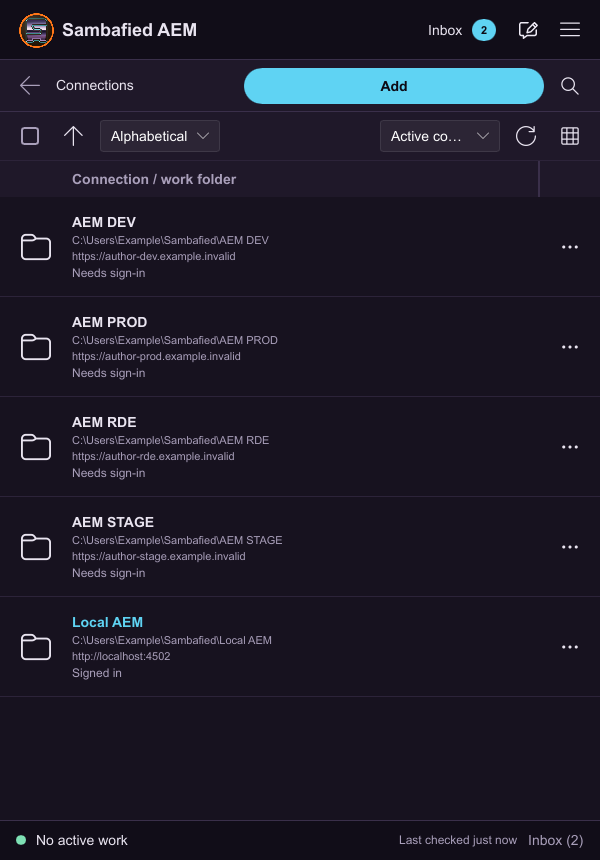 Sambafied AEM
Inbox 2
Connections
Add
Alphabetical
Active co...
Connection / work folder
AEM DEV
C:\Users\Example\Sambafied\AEM DEV
https://author-dev.example.invalid
Needs sign-in
AEM PROD
C:\Users\Example\Sambafied\AEM PROD
https://author-prod.example.invalid
Needs sign-in
AEM RDE
C:\Users\Example\Sambafied\AEM RDE
https://author-rde.example.invalid
Needs sign-in
AEM STAGE
C:\Users\Example\Sambafied\AEM STAGE
https://author-stage.example.invalid
Needs sign-in
Local AEM
C:\Users\Example\Sambafied\Local AEM
http://localhost:4502
Signed in
No active work
Last checked just now
Inbox (2)